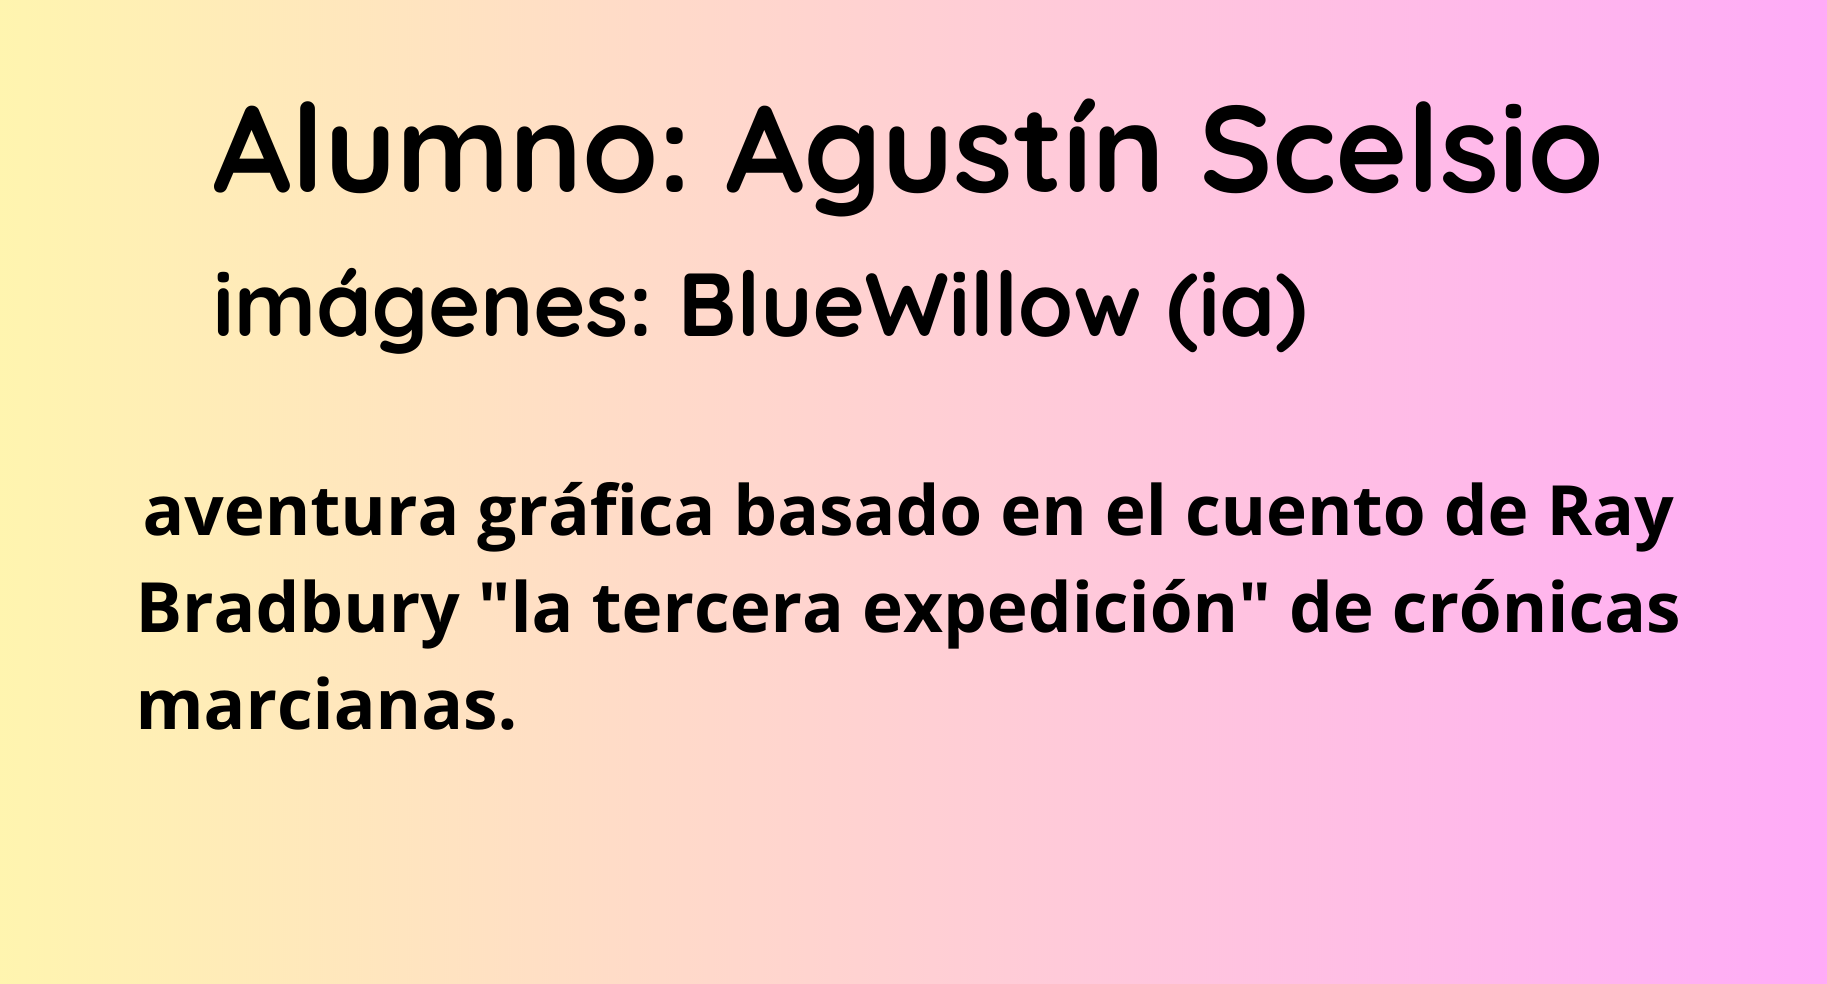 Alumno: Agustín Scelsio
imágenes: BlueWillow (ia)
aventura gráfica basado en el cuento de Ray
Bradbury "la tercera expedición" de crónicas
marcianas.